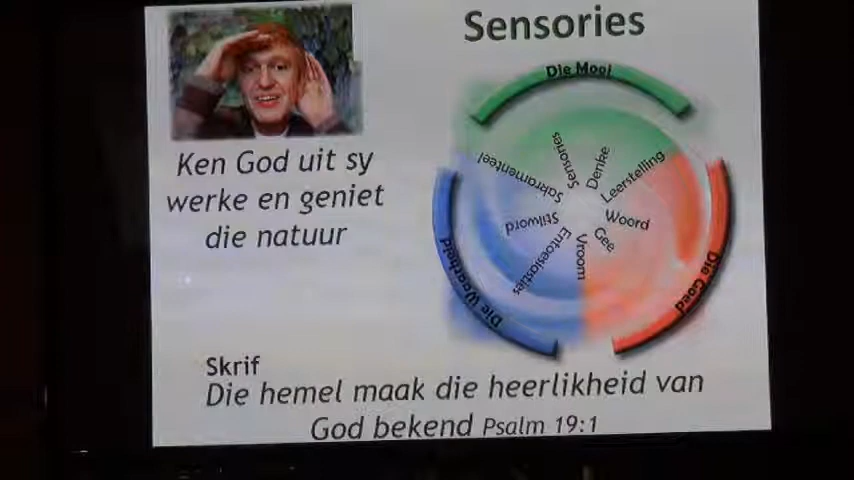 Sensories
Ken God uit sy
werke en geniet
die natuur
Die Mooi
Die Goed
Die Waarheid
Sensories
Denke
Leerstelling
Woord
Gee
Vroom
Entoesiasties
Stilword
Sakramenteel
Skrif
Die hemel maak die heerlikheid van
God bekend Psalm 19:1